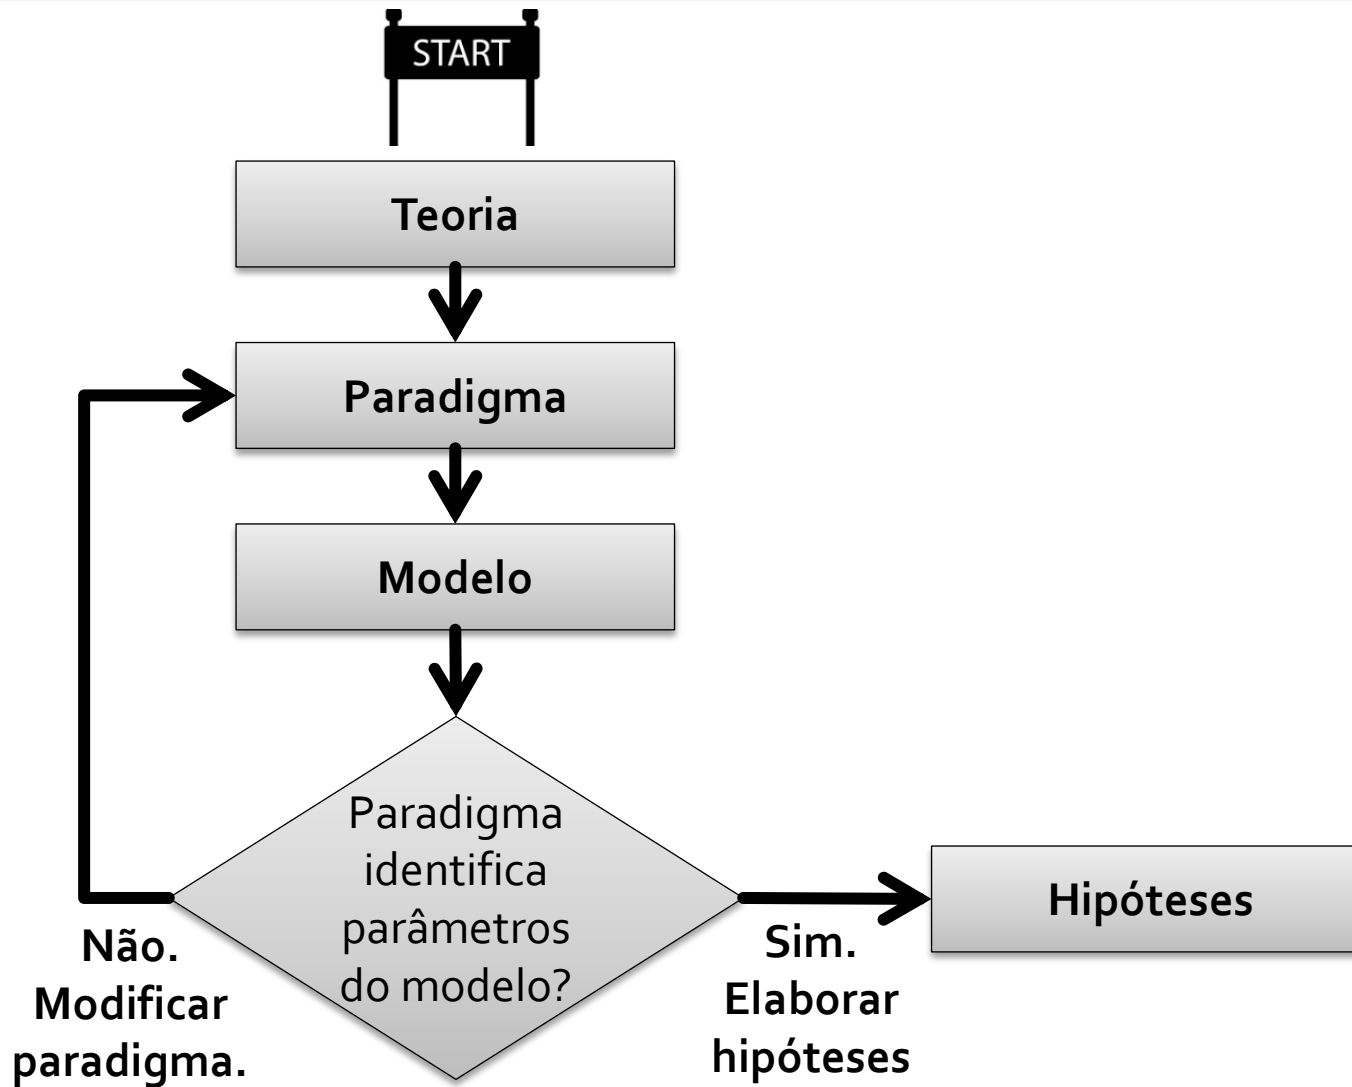 START
Teoria
Paradigma
Modelo
Paradigma
identifica
parâmetros
do modelo?
Não.
Modificar
paradigma.
Sim.
Elaborar
hipóteses
Hipóteses